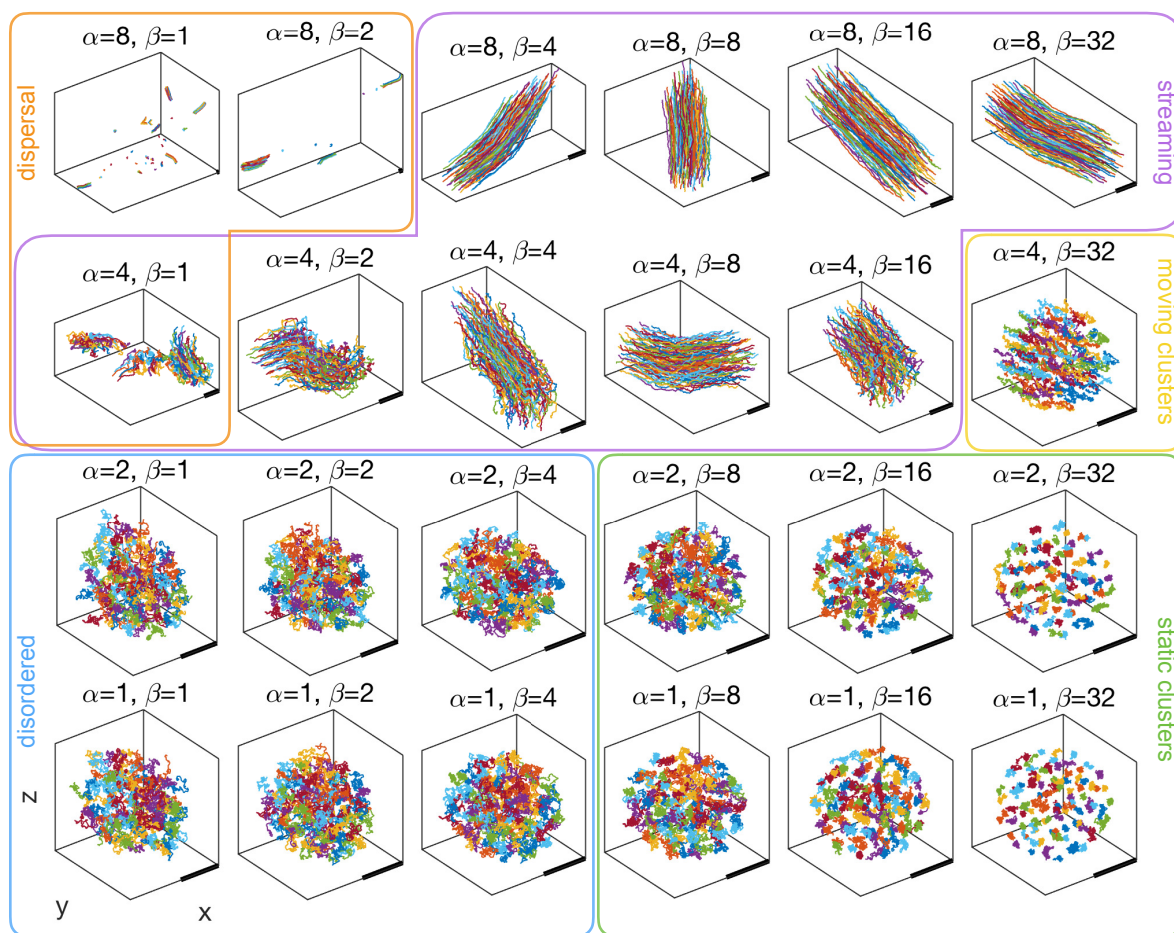 α=8, β=1
α=8, β=2
α=8, β=4
α=8, β=8
α=8, β=16
α=8, β=32
dispersal
streaming
α=4, β=1
α=4, β=2
α=4, β=4
α=4, β=8
α=4, β=16
α=4, β=32
moving clusters
α=2, β=1
α=2, β=2
α=2, β=4
α=2, β=8
α=2, β=16
α=2, β=32
disordered
static clusters
α=1, β=1
α=1, β=2
α=1, β=4
α=1, β=8
α=1, β=16
α=1, β=32
z
y
x